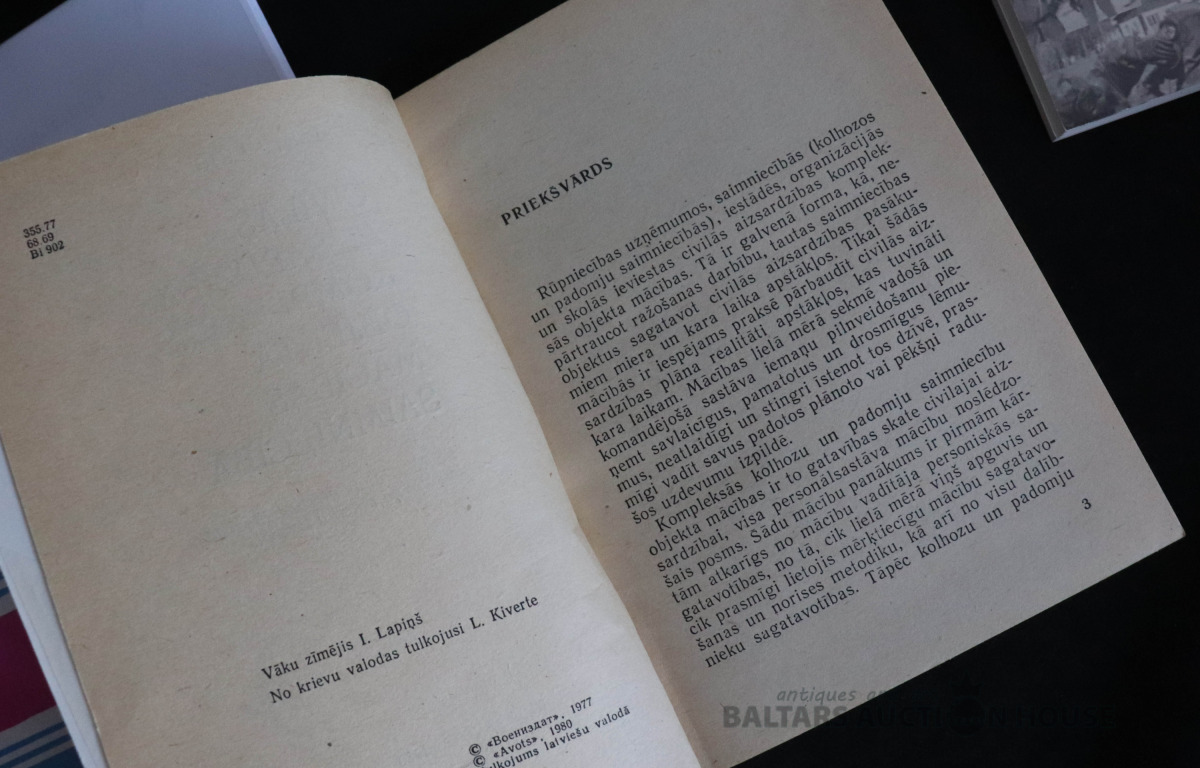 355.77
68.69
Bi 902
Vāku zīmējis I. Lapiņš
No krievu valodas tulkojusi L. Kiverte
© «Воениздат», 1977
© «Avots», 1980
ulkojums latviešu valodā
PRIEKŠVĀRDS
Rūpniecības uzņēmumos, saimniecībās (kolhozos
un padomju saimniecībās), iestādēs, organizācijās
un skolās ieviestas civilās aizsardzības komplek-
sās objekta mācības. Tā ir galvenā forma, kā, ne-
pārtraucot ražošanas darbību, tautas saimniecības
objektus sagatavot civilās aizsardzības pasāku-
miem miera un kara laika apstākļos. Tikai šādās
mācībās ir iespējams praksē pārbaudīt civilās aiz-
sardzības plāna realitāti apstākļos, kas tuvināti
kara laikam. Mācības lielā mērā sekmē vadošā un
komandējošā sastāva iemaņu pilnveidošanu pie-
ņemt savlaicīgus, pamatotus un drosmīgus lēmu-
mus, neatlaidīgi un stingri īstenot tos dzīvē, pras-
mīgi vadīt savus padotos plānoto vai pēkšņi radu-
šos uzdevumu izpildē.
Kompleksās kolhozu un padomju saimniecību
objekta mācības ir to gatavības skate civilajai aiz-
sardzībai, visa personālsastāva mācību noslēdzo-
šais posms. Šādu mācību panākums ir pirmām kār-
tām atkarīgs no mācību vadītāja personiskās sa-
gatavotības, no tā, cik lielā mērā viņš apguvis un
cik prasmīgi lietojis mērķtiecīgu mācību sagatavo-
šanas un norises metodiku, kā arī no visu dalīb-
nieku sagatavotības. Tāpēc kolhozu un padomju
3
antiques
BALTARS AUCTION HOUSE